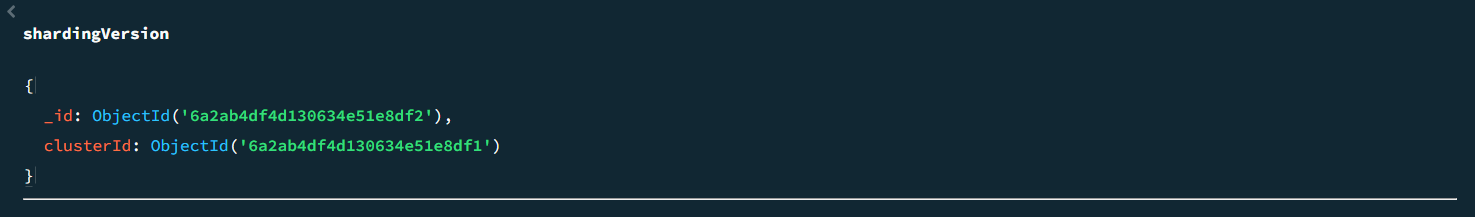 shardingVersion
{
_id: ObjectId('6a2ab4df4d130634e51e8df2'),
clusterId: ObjectId('6a2ab4df4d130634e51e8df1')
}